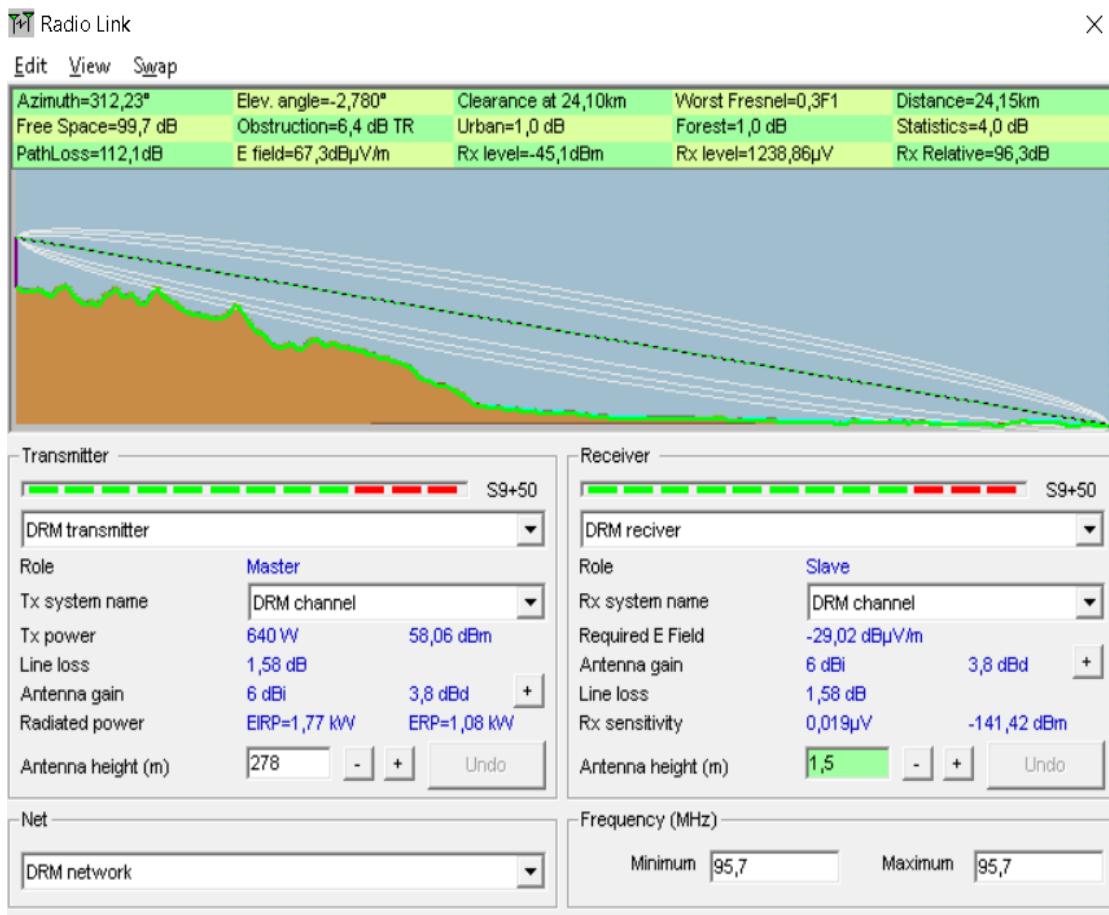 Radio Link
Edit View Swap
Azimuth=312,23° Elev. angle=-2,780° Clearance at 24,10km Worst Fresnel=0,3F1 Distance=24,15km
Free Space=99,7 dB Obstruction=6,4 dB TR Urban=1,0 dB Forest=1,0 dB Statistics=4,0 dB
PathLoss=112,1dB E field=67,3dBµV/m Rx level=-45,1dBm Rx level=1238,86µV Rx Relative=96,3dB
Transmitter
S9+50
DRM transmitter
Role Master
Tx system name DRM channel
Tx power 640 W 58,06 dBm
Line loss 1,58 dB
Antenna gain 6 dBi 3,8 dBd +
Radiated power EIRP=1,77 kW ERP=1,08 kW
Antenna height (m) 278 - + Undo
Net
DRM network
Receiver
S9+50
DRM reciver
Role Slave
Rx system name DRM channel
Required E Field -29,02 dBµV/m
Antenna gain 6 dBi 3,8 dBd +
Line loss 1,58 dB
Rx sensitivity 0,019µV -141,42 dBm
Antenna height (m) 1,5 - + Undo
Frequency (MHz)
Minimum 95,7 Maximum 95,7